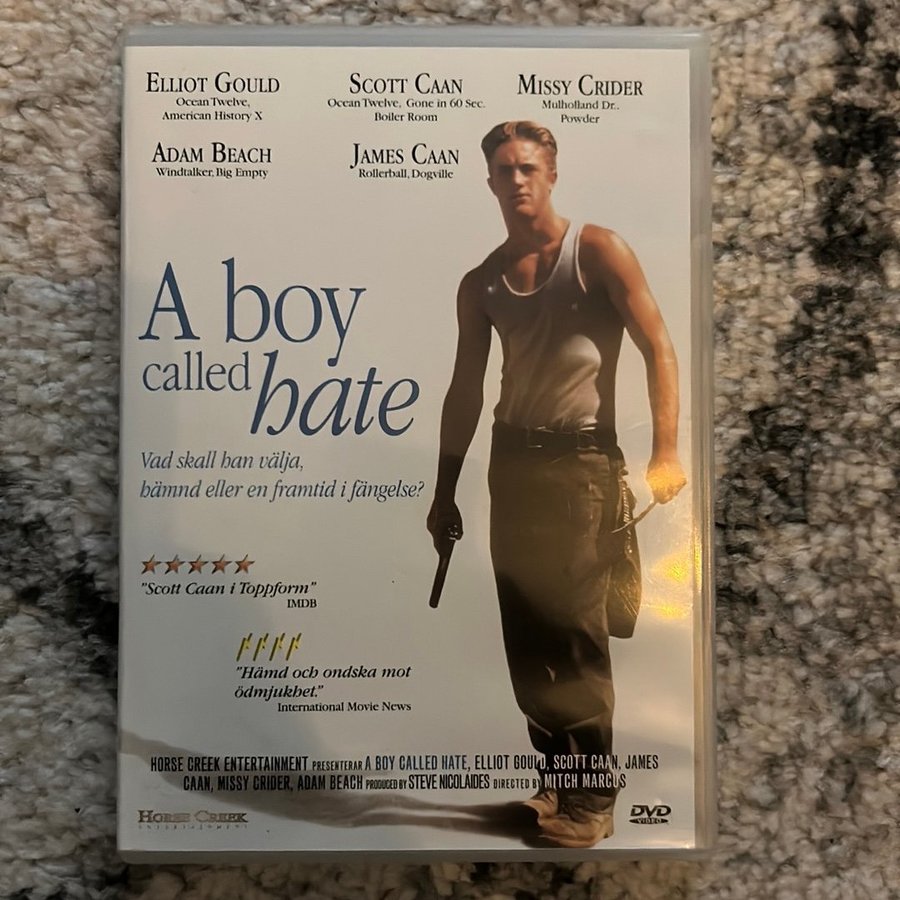 ELLIOT GOULD
Ocean Twelve,
American History X
SCOTT CAAN
Ocean Twelve, Gone in 60 Sec.
Boiler Room
MISSY CRIDER
Mulholland Dr..
Powder
ADAM BEACH
Windtalker, Big Empty
JAMES CAAN
Rollerball, Dogville
A boy
called hate
Vad skall han välja,
hämnd eller en framtid i fängelse?
"Scott Caan i Toppform"
IMDB
"Hämd och ondska mot
ödmjukhet."
International Movie News
HORSE CREEK ENTERTAINMENT PRESENTERAR A BOY CALLED HATE, ELLIOT GOULD, SCOTT CAAN, JAMES
CAAN, MISSY CRIDER, ADAM BEACH PRODUCED BY STEVE NICOLAIDES DIRECTED BY MITCH MARCUS
HORSE CREEK
ENTERTAINMENT
DVD
VIDEO